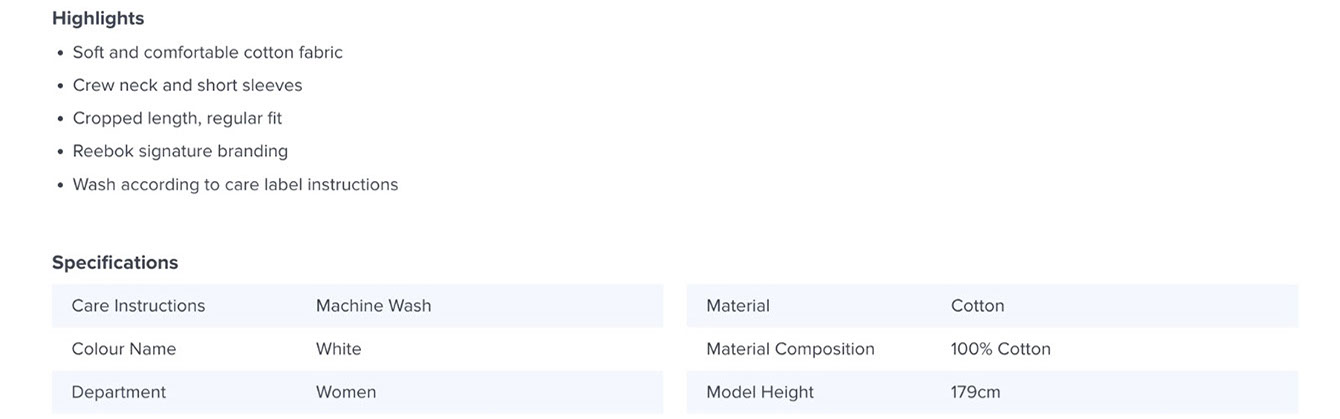 Highlights
• Soft and comfortable cotton fabric
• Crew neck and short sleeves
• Cropped length, regular fit
• Reebok signature branding
• Wash according to care label instructions
Specifications
Care Instructions Machine Wash Material Cotton
Colour Name White Material Composition 100% Cotton
Department Women Model Height 179cm